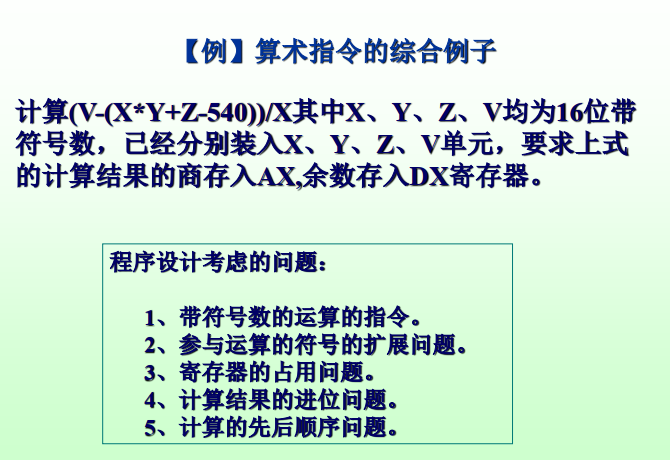 【例】算术指令的综合例子
计算(V-(X*Y+Z-540))/X其中X、Y、Z、V均为16位带
符号数，已经分别装入X、Y、Z、V单元，要求上式
的计算结果的商存入AX,余数存入DX寄存器。
程序设计考虑的问题：
1、带符号数的运算的指令。
2、参与运算的符号的扩展问题。
3、寄存器的占用问题。
4、计算结果的进位问题。
5、计算的先后顺序问题。